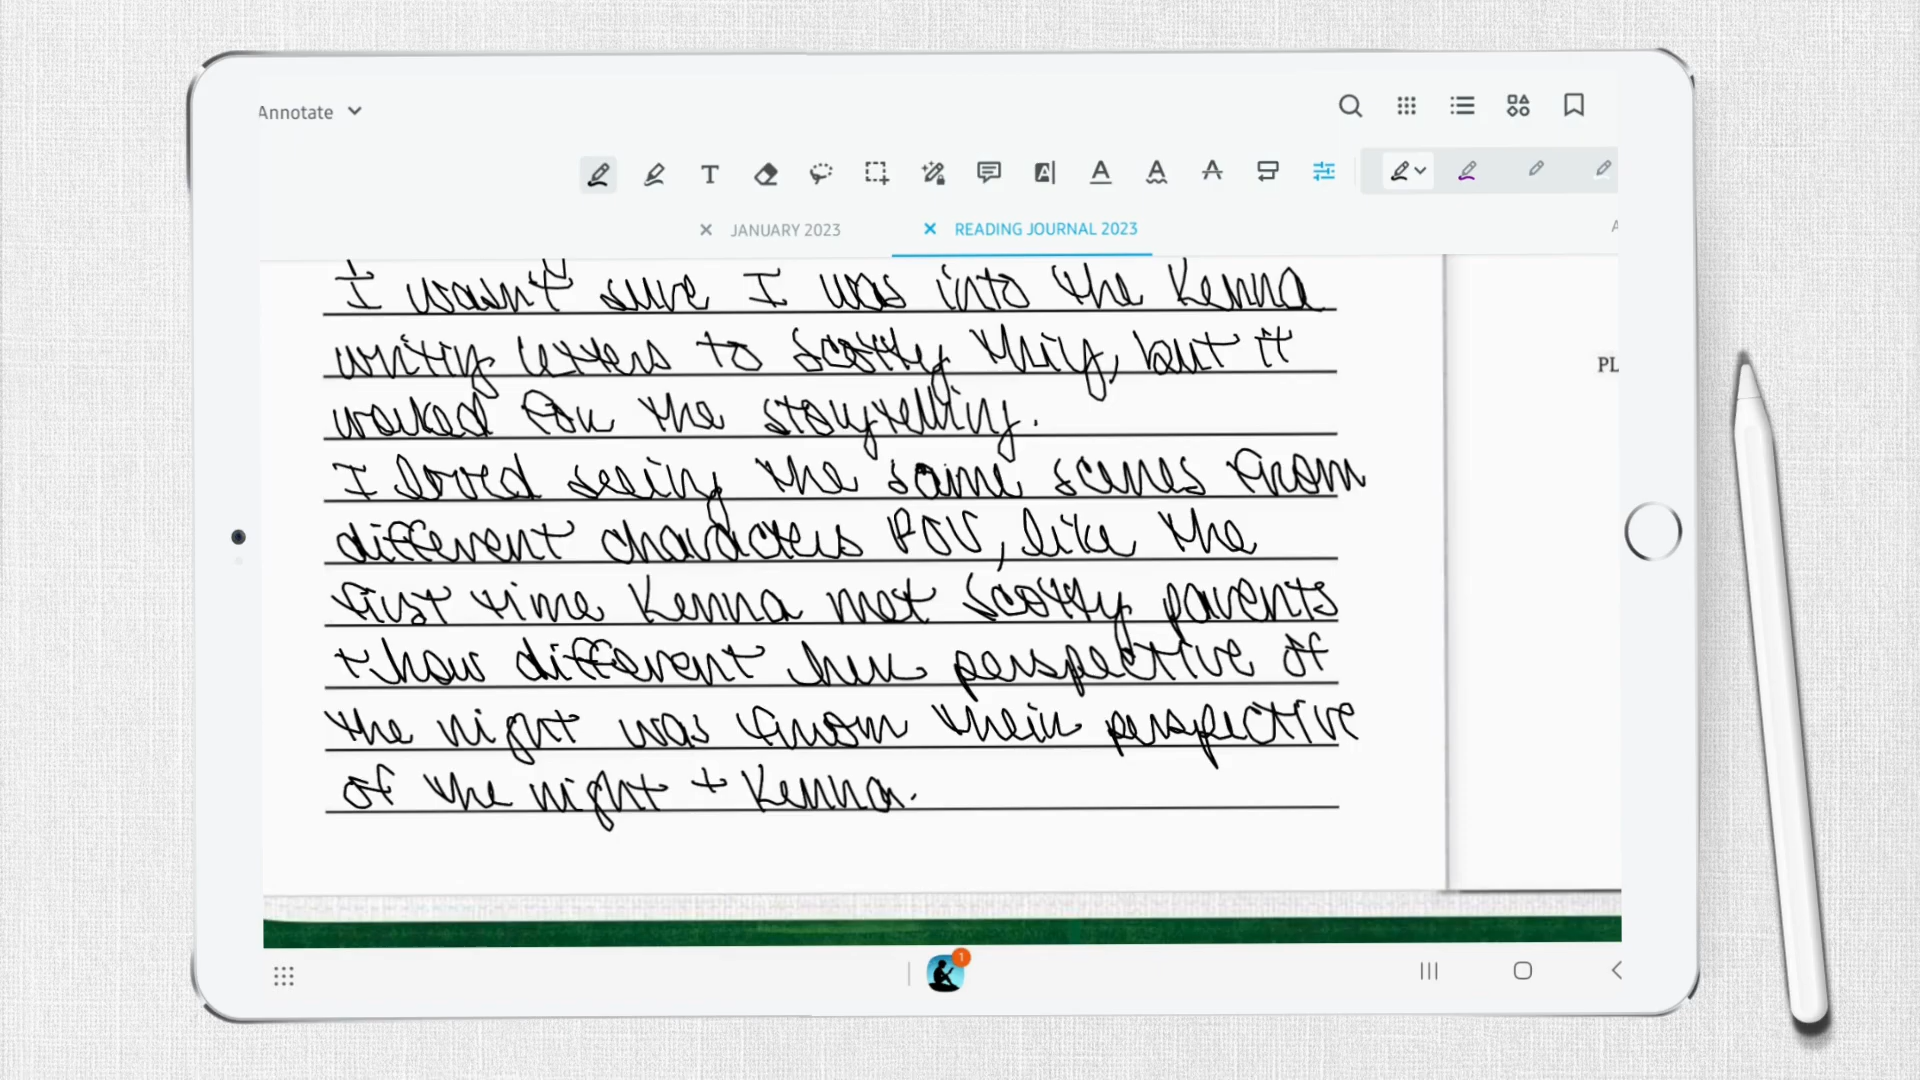 Annotate
JANUARY 2023
READING JOURNAL 2023
I wasn't sure I was into the Kenna
writing letters to Scotty thing, but it
worked for the storytelling.
I loved seeing the same scenes from
different characters POV, like the
first time Kenna met Scotty parents
+ how different her perspective of
the night was from their perspective
of the night + Kenna.
PL
1